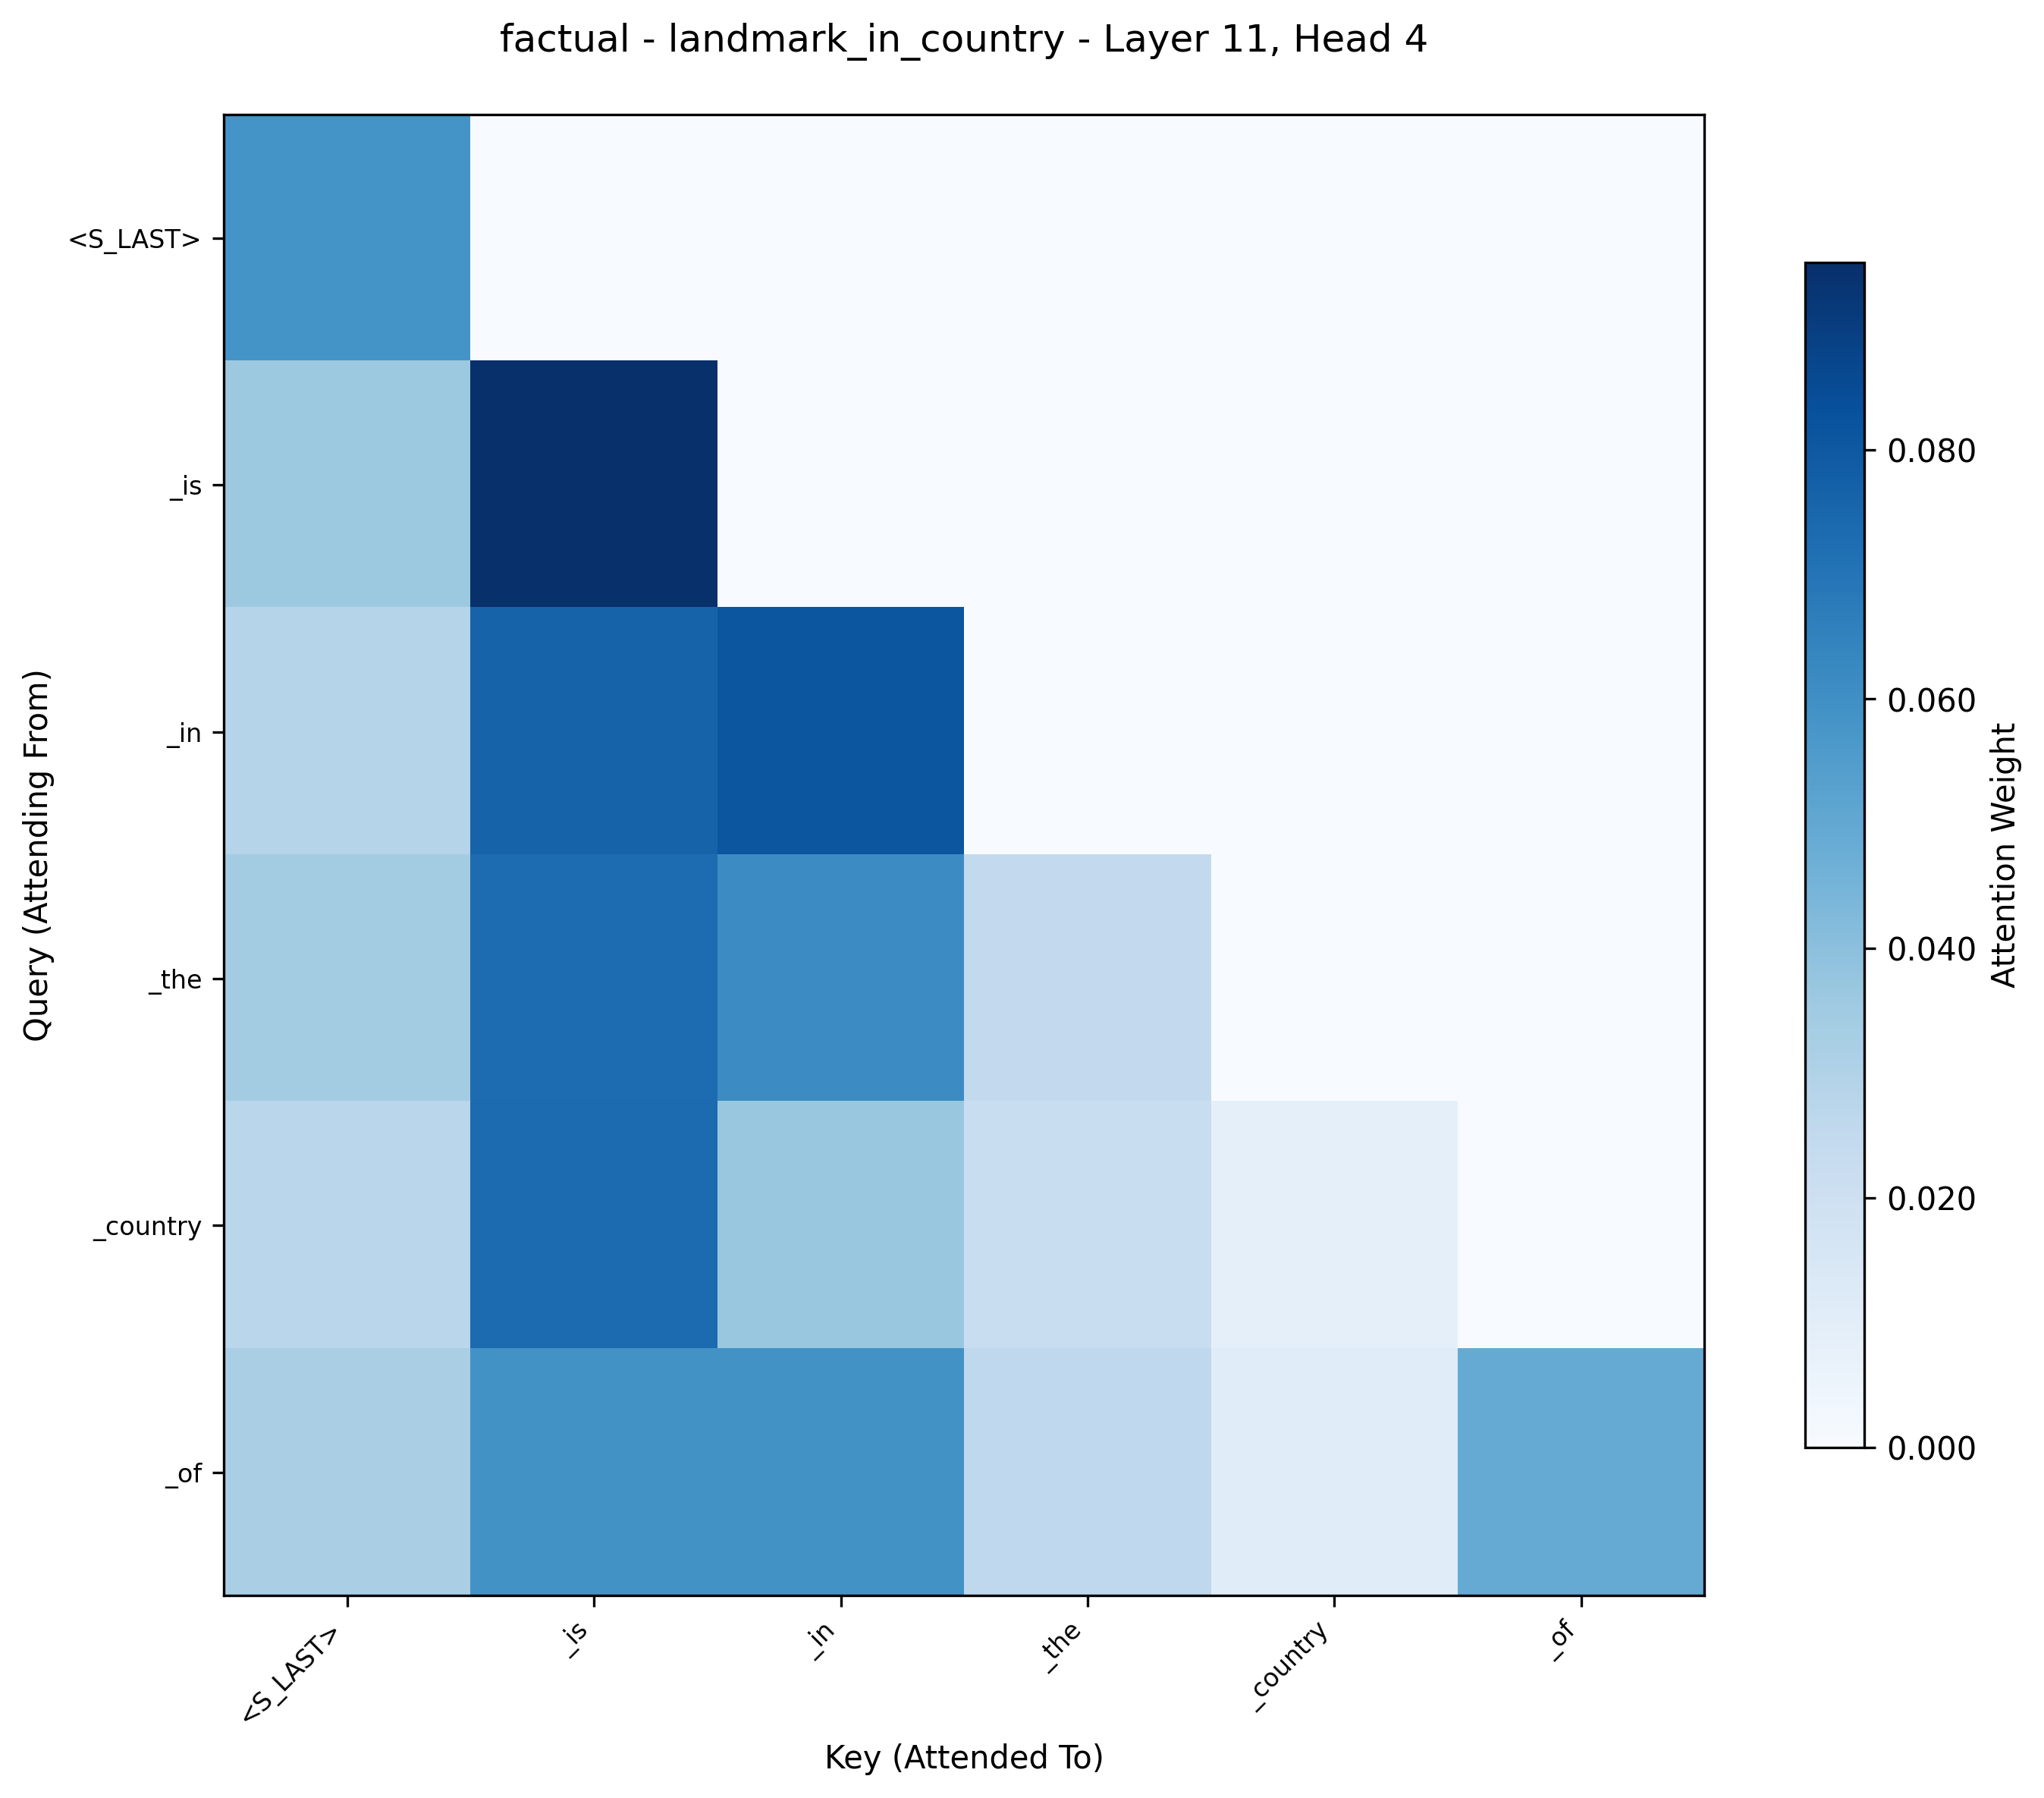 factual - landmark_in_country - Layer 11, Head 4
Query (Attending From)
<S_LAST>
_is
_in
_the
_country
_of
<S_LAST>
_is
_in
_the
_country
_of
Key (Attended To)
0.080
0.060
0.040
0.020
0.000
Attention Weight